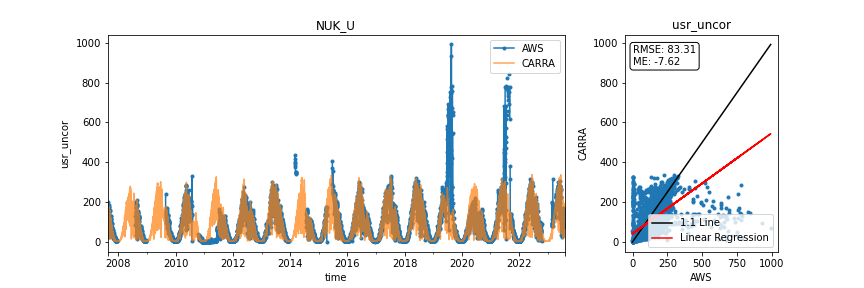 NUK_U
usr_uncor
1000
800
600
400
200
0
usr_uncor
AWS
CARRA
2008
2010
2012
2014
2016
2018
2020
2022
time
usr_uncor
RMSE: 83.31
ME: -7.62
1000
800
600
400
200
0
CARRA
1:1 Line
Linear Regression
0
250
500
750
1000
AWS